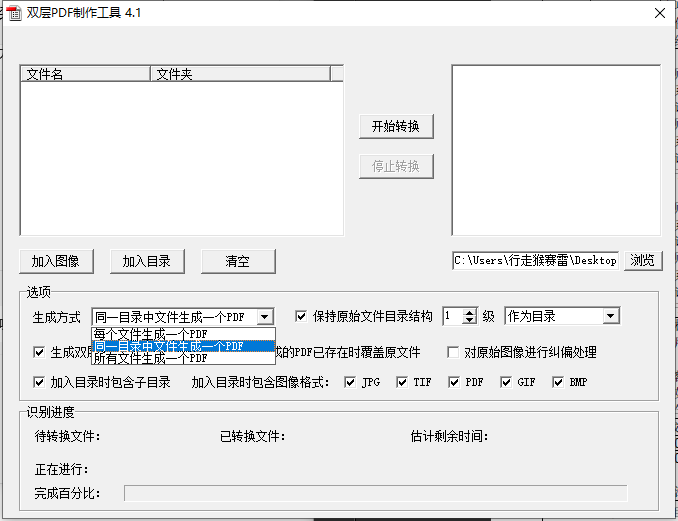 双层PDF制作工具 4.1
文件名 文件夹
开始转换
停止转换
加入图像 加入目录 清空
C:\Users\行走猴赛雷\Desktop 浏览
选项
生成方式 同一目录中文件生成一个PDF 保持原始文件目录结构 1 级 作为目录
每个文件生成一个PDF
同一目录中文件生成一个PDF
所有文件生成一个PDF
生成双 的PDF已存在时覆盖原文件 对原始图像进行纠偏处理
加入目录时包含子目录 加入目录时包含图像格式: JPG TIF PDF GIF BMP
识别进度
待转换文件: 已转换文件: 估计剩余时间:
正在进行:
完成百分比: